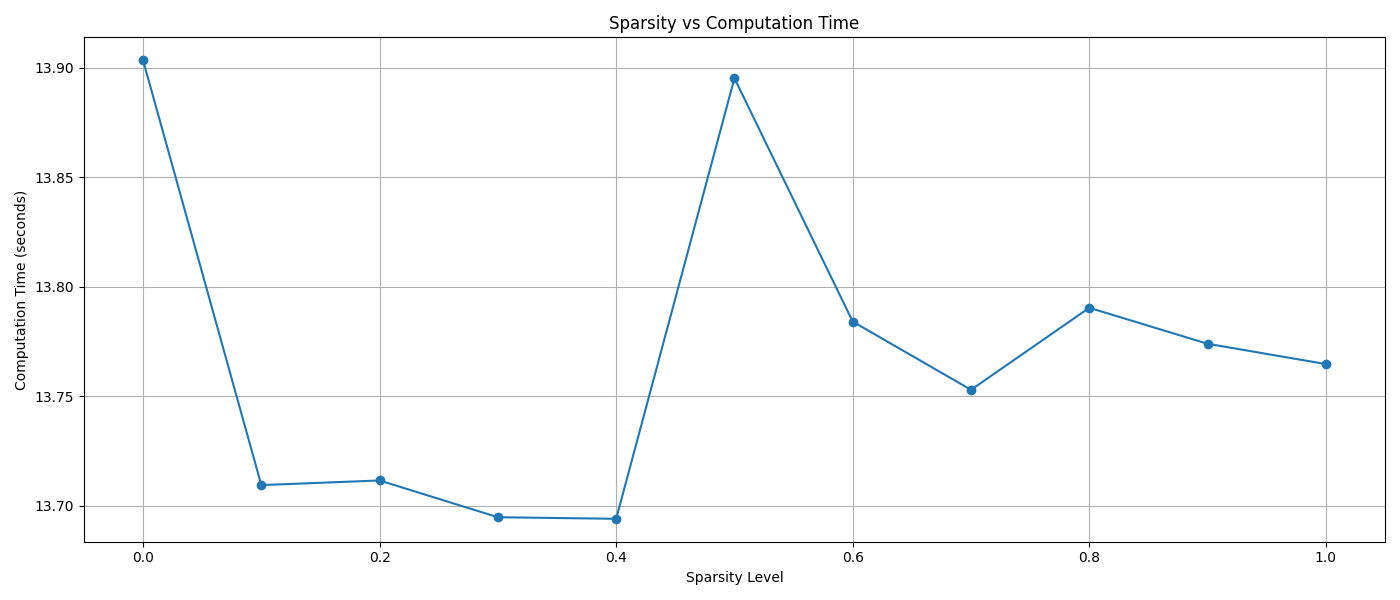 Sparsity vs Computation Time
Computation Time (seconds)
13.90
13.85
13.80
13.75
13.70
0.0 0.2 0.4 0.6 0.8 1.0
Sparsity Level